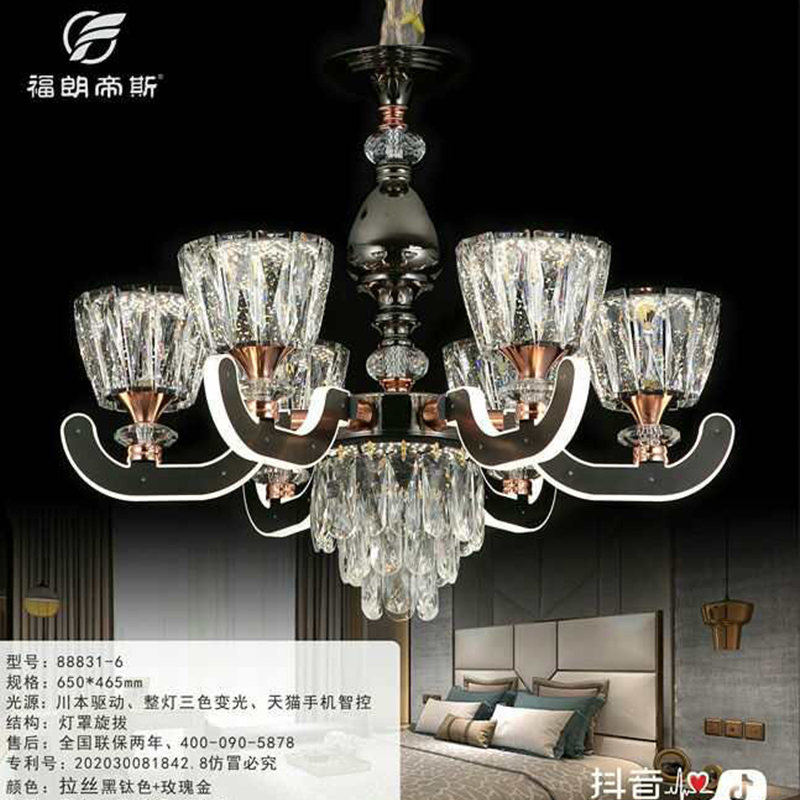 福朗帝斯®
型号：88831-6
规格：650*465mm
光源：川本驱动、整灯三色变光、天猫手机智控
结构：灯罩旋拔
售后：全国联保两年、400-090-5878
专利号：202030081842.8仿冒必究
颜色：拉丝黑钛色+玫瑰金
抖音